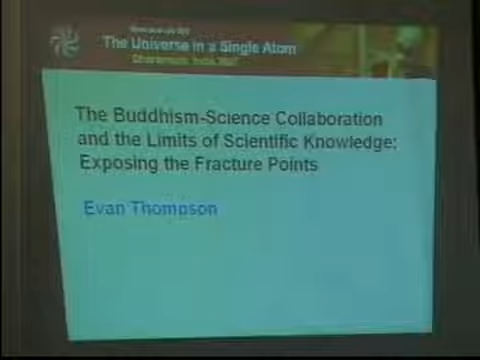 The Universe in a Single Atom
The Buddhism-Science Collaboration
and the Limits of Scientific Knowledge:
Exposing the Fracture Points
Evan Thompson